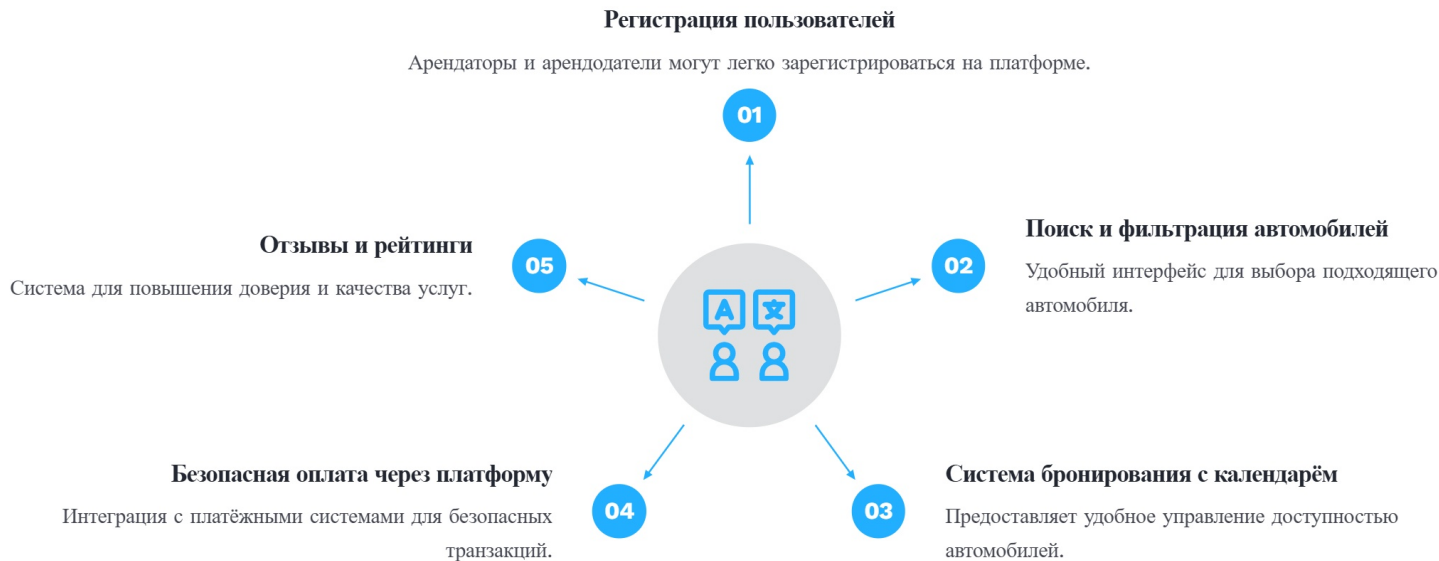 Регистрация пользователей
Арендаторы и арендодатели могут легко зарегистрироваться на платформе.
01
Поиск и фильтрация автомобилей
02
Удобный интерфейс для выбора подходящего
автомобиля.
Система бронирования с календарём
03
Предоставляет удобное управление доступностью
автомобилей.
Безопасная оплата через платформу
04
Интеграция с платёжными системами для безопасных
транзакций.
Отзывы и рейтинги
05
Система для повышения доверия и качества услуг.
A 文